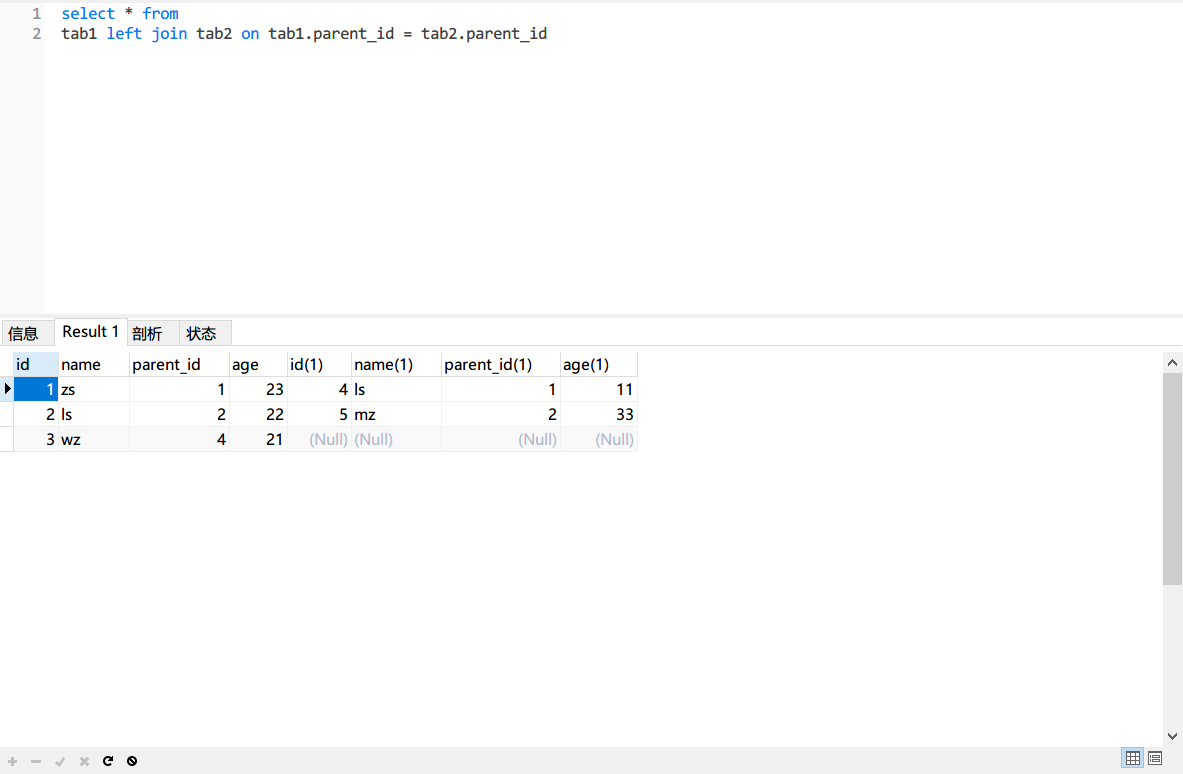 1 select * from
2 tab1 left join tab2 on tab1.parent_id = tab2.parent_id
信息 Result 1 剖析 状态
id name parent_id age id(1) name(1) parent_id(1) age(1)
1 zs 1 23 4 ls 1 11
2 ls 2 22 5 mz 2 33
3 wz 4 21 (Null) (Null) (Null) (Null)